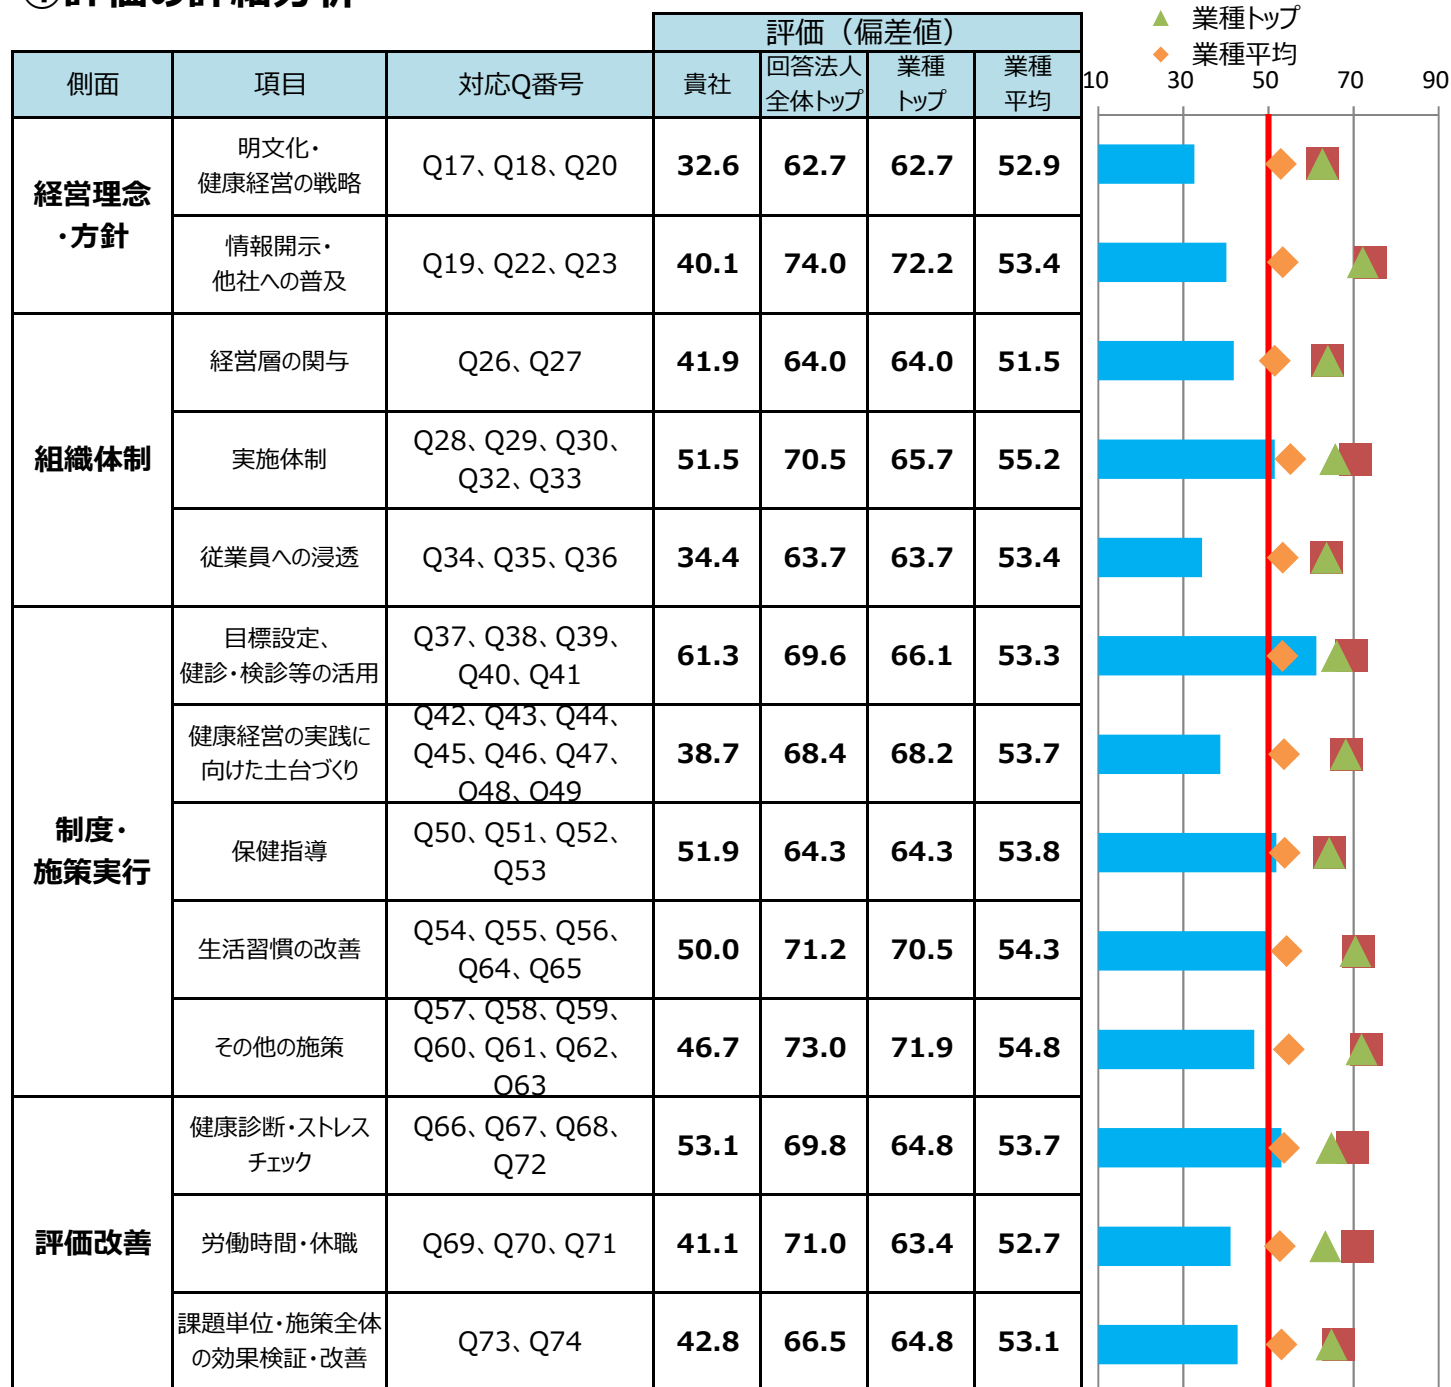 ④評価の詳細分析
業種トップ
業種平均
評価（偏差値）
側面 項目 対応Q番号 貴社 回答法人 全体トップ 業種 トップ 業種 平均
10 30 50 70 90
経営理念
・方針
明文化・
健康経営の戦略
Q17、Q18、Q20
32.6 62.7 62.7 52.9
情報開示・
他社への普及
Q19、Q22、Q23
40.1 74.0 72.2 53.4
組織体制
経営層の関与
Q26、Q27
41.9 64.0 64.0 51.5
実施体制
Q28、Q29、Q30、
Q32、Q33
51.5 70.5 65.7 55.2
従業員への浸透
Q34、Q35、Q36
34.4 63.7 63.7 53.4
制度・
施策実行
目標設定、
健診・検診等の活用
Q37、Q38、Q39、
Q40、Q41
61.3 69.6 66.1 53.3
健康経営の実践に
向けた土台づくり
Q42、Q43、Q44、
Q45、Q46、Q47、
Q48、Q49
38.7 68.4 68.2 53.7
保健指導
Q50、Q51、Q52、
Q53
51.9 64.3 64.3 53.8
生活習慣の改善
Q54、Q55、Q56、
Q64、Q65
50.0 71.2 70.5 54.3
その他の施策
Q57、Q58、Q59、
Q60、Q61、Q62、
Q63
46.7 73.0 71.9 54.8
評価改善
健康診断・ストレス
チェック
Q66、Q67、Q68、
Q72
53.1 69.8 64.8 53.7
労働時間・休職
Q69、Q70、Q71
41.1 71.0 63.4 52.7
課題単位・施策全体
の効果検証・改善
Q73、Q74
42.8 66.5 64.8 53.1